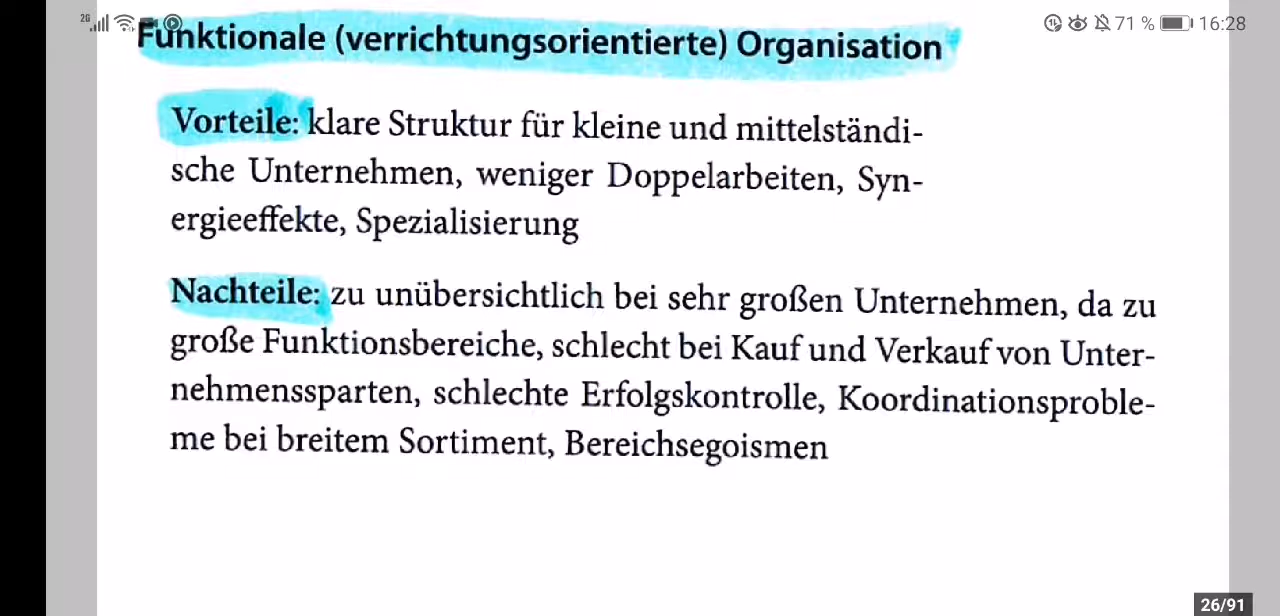 2G 71 % 16:28
Funktionale (verrichtungsorientierte) Organisation
Vorteile: klare Struktur für kleine und mittelständi-
sche Unternehmen, weniger Doppelarbeiten, Syn-
ergieeffekte, Spezialisierung
Nachteile: zu unübersichtlich bei sehr großen Unternehmen, da zu
große Funktionsbereiche, schlecht bei Kauf und Verkauf von Unter-
nehmenssparten, schlechte Erfolgskontrolle, Koordinationsproble-
me bei breitem Sortiment, Bereichsegoismen
26/91